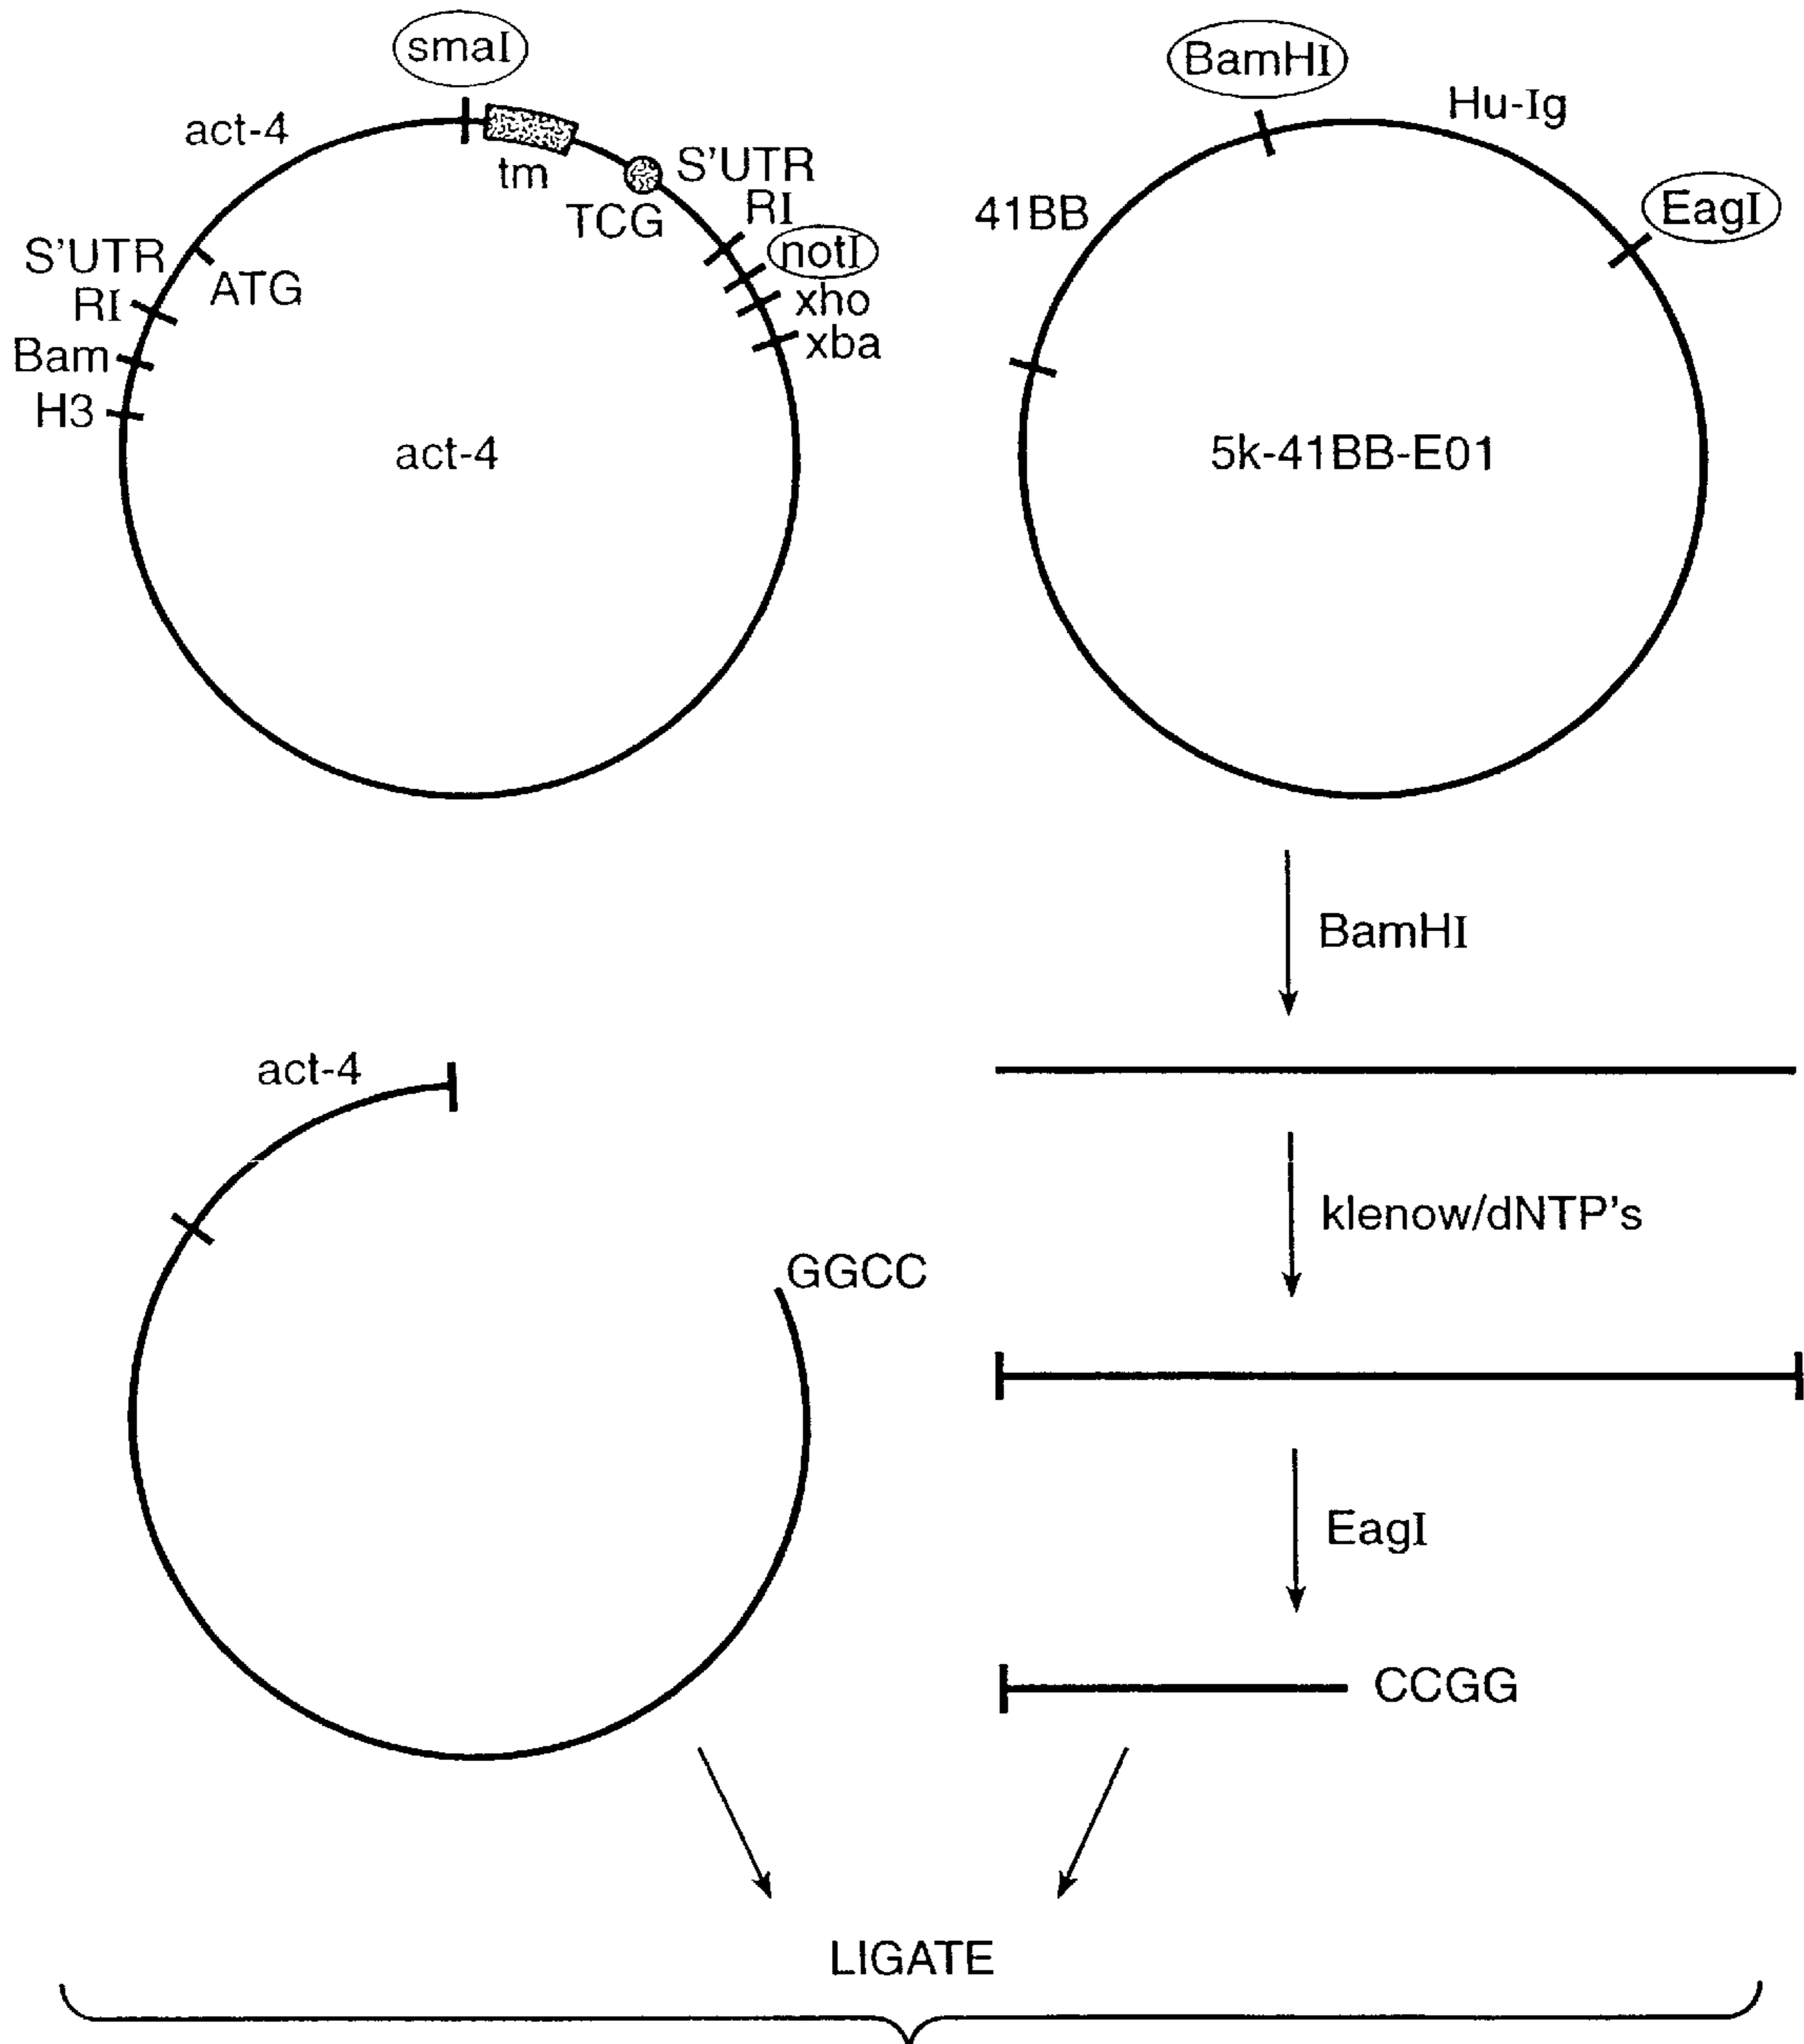 smaI
act-4
tm
S'UTR
RI
TCG
notI
xho
xba
S'UTR
ATG
RI
Bam
H3
act-4
BamHI
Hu-Ig
EagI
41BB
5k-41BB-E01
BamHI
klenow/dNTP's
EagI
CCGG
act-4
GGCC
LIGATE